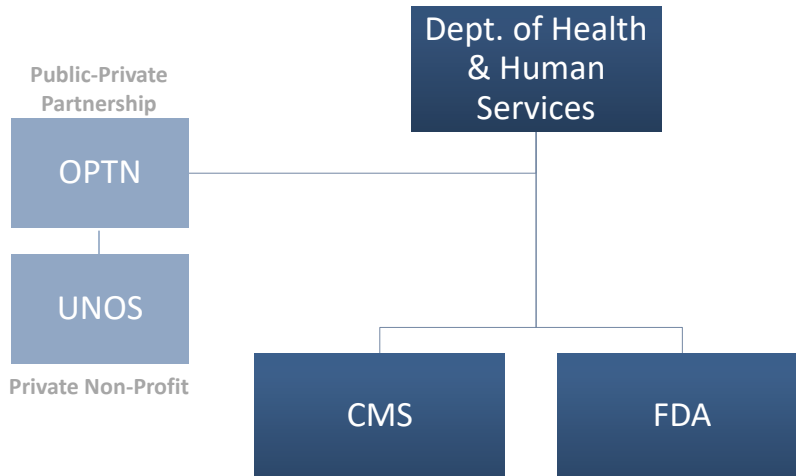 Dept. of Health
& Human
Services
Public-Private
Partnership
OPTN
UNOS
Private Non-Profit
CMS
FDA